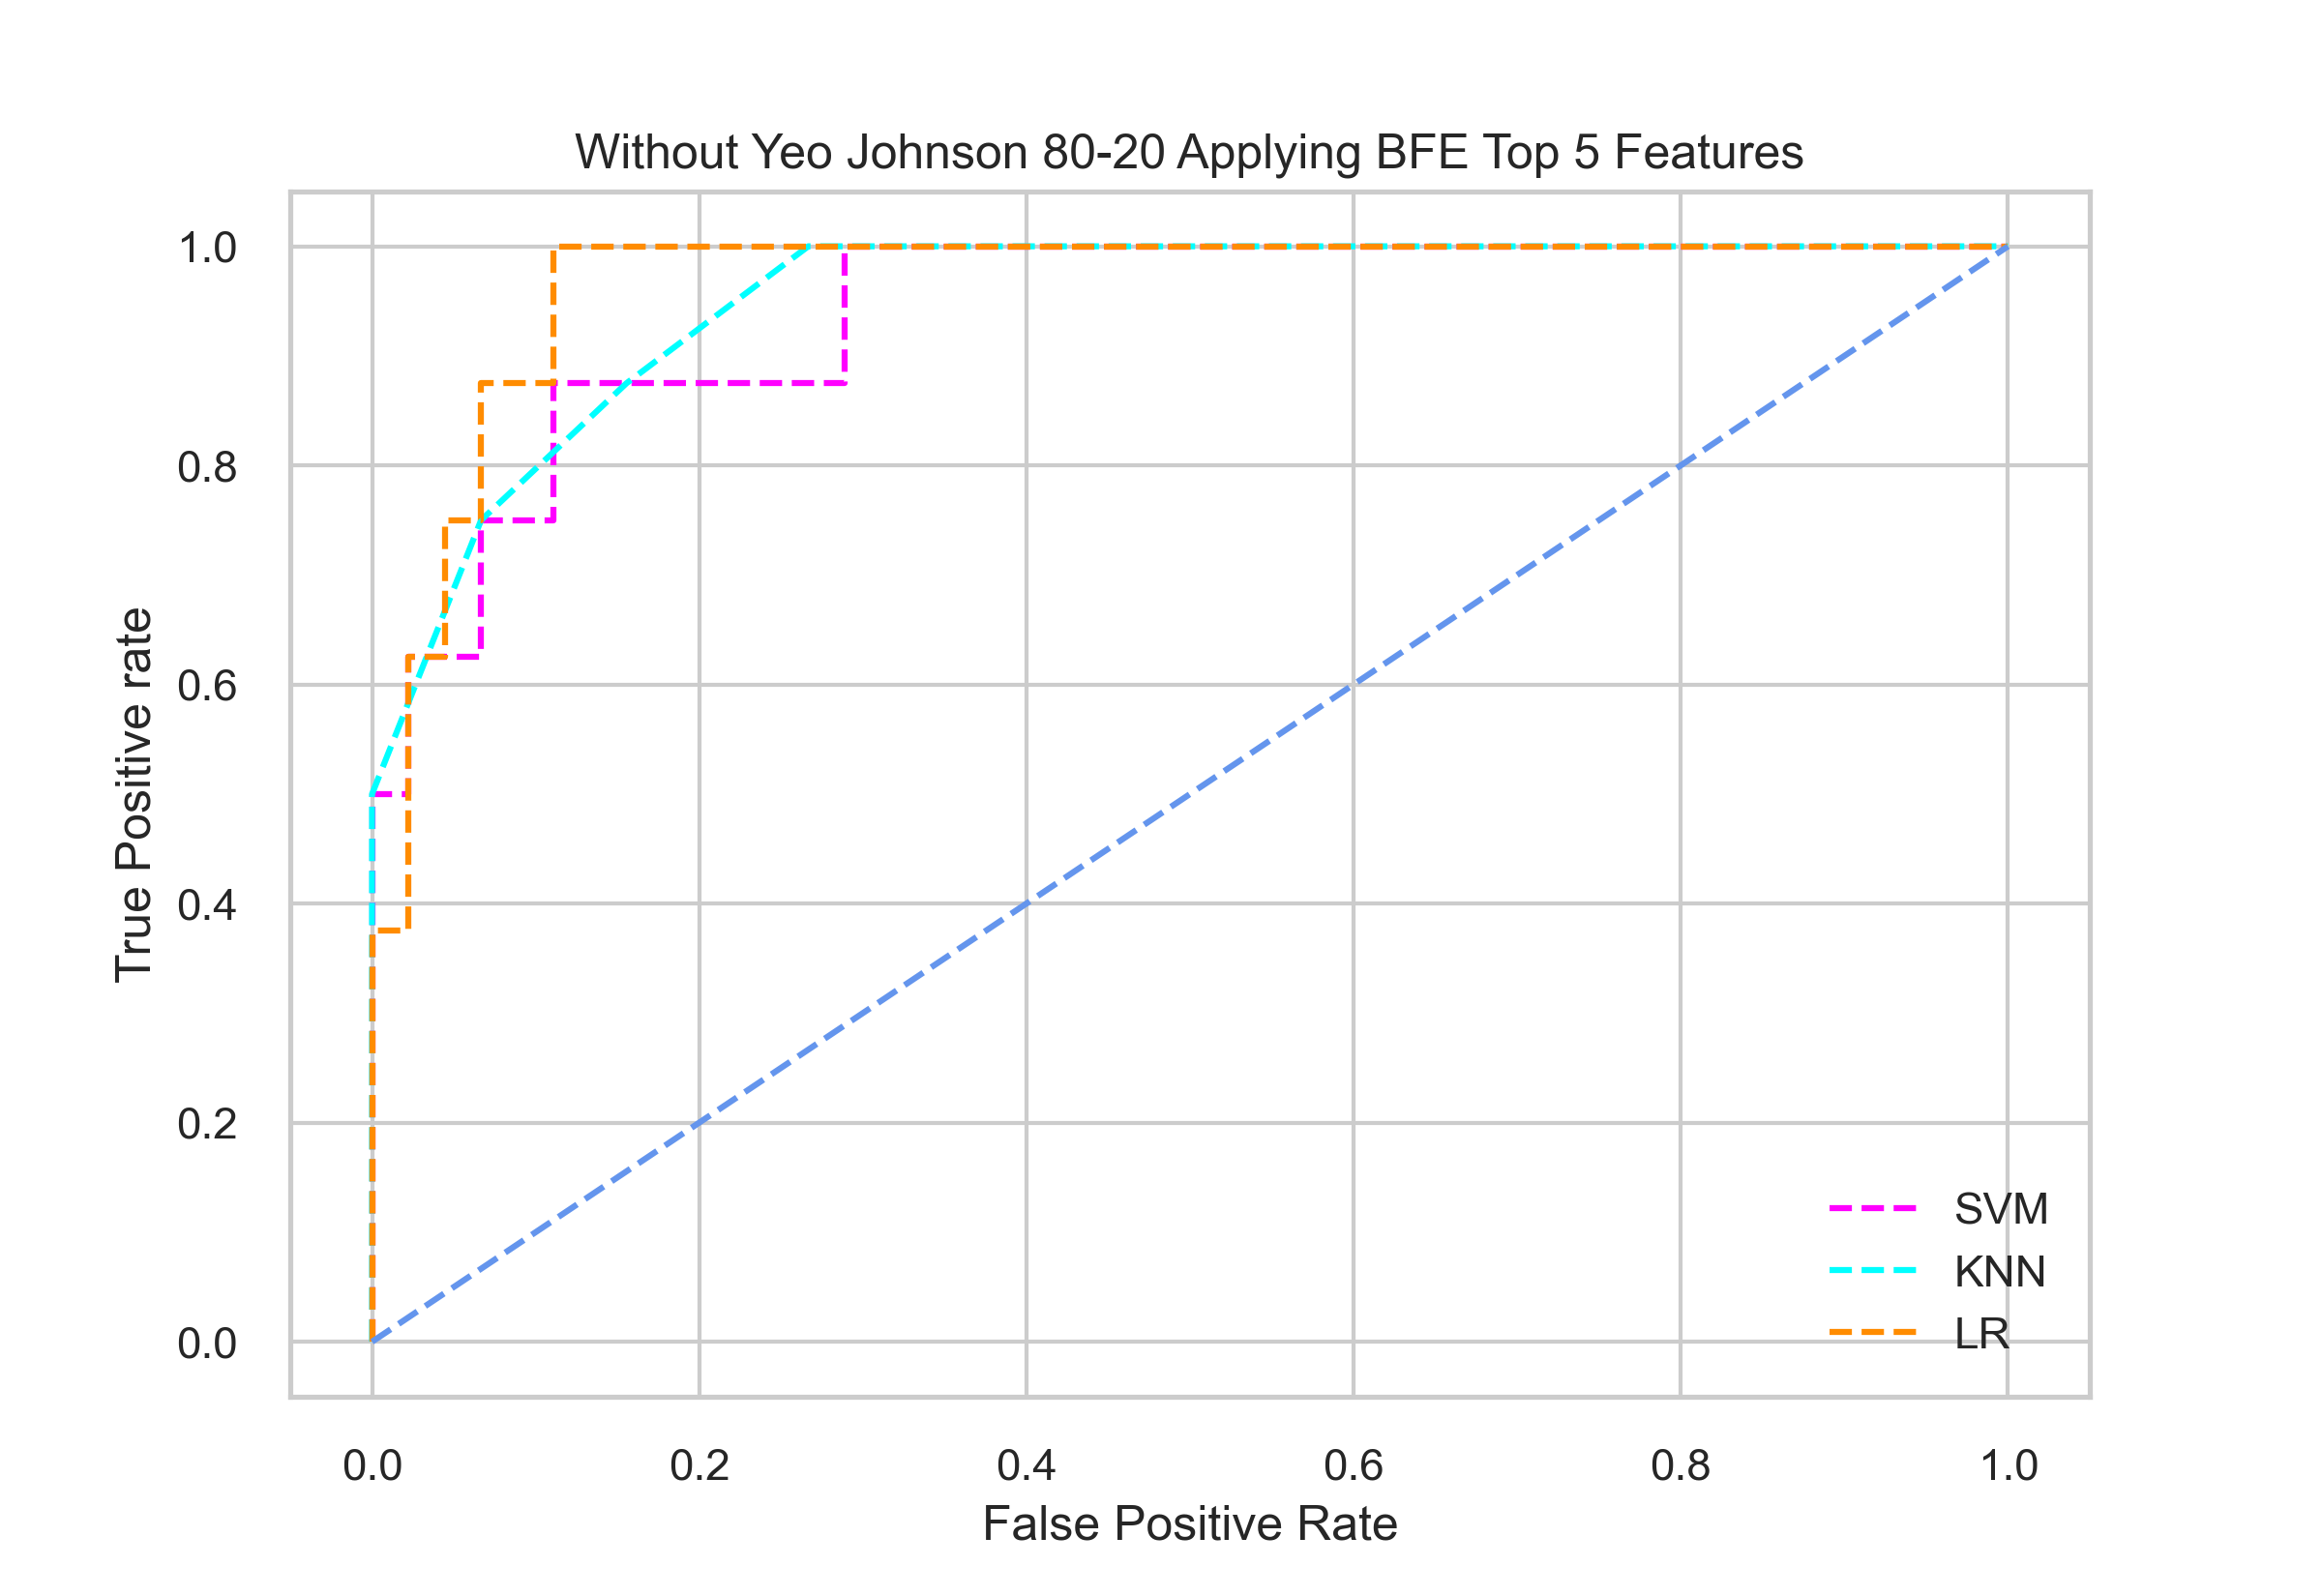 Without Yeo Johnson 80-20 Applying BFE Top 5 Features
True Positive rate
1.0
0.8
0.6
0.4
0.2
0.0
SVM
KNN
LR
0.0 0.2 0.4 0.6 0.8 1.0
False Positive Rate